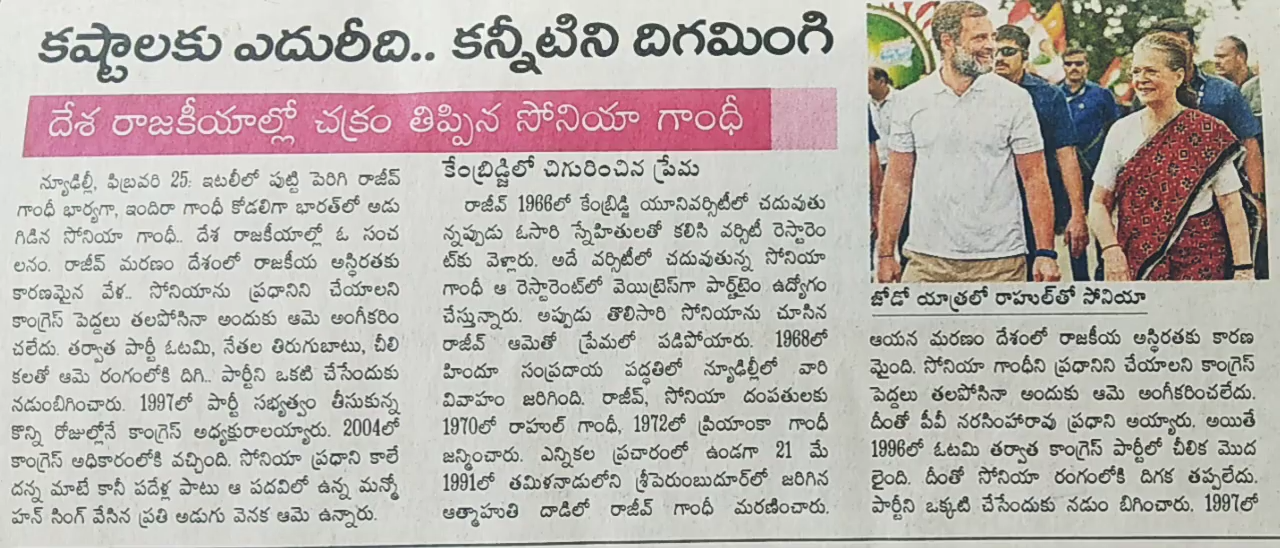 కష్టాలకు ఎదురీది.. కన్నీటిని దిగమింగి
దేశ రాజకీయాల్లో చక్రం తిప్పిన సోనియా గాంధీ
న్యూఢిల్లీ, ఫిబ్రవరి 25: ఇటలీలో పుట్టి పెరిగి రాజీవ్
గాంధీ భార్యగా, ఇందిరా గాంధీ కోడలిగా భారత్‌లో అడు
గిడిన సోనియా గాంధీ.. దేశ రాజకీయాల్లో ఓ సంచ
లనం. రాజీవ్ మరణం దేశంలో రాజకీయ అస్థిరతకు
కారణమైన వేళ.. సోనియాను ప్రధానిని చేయాలని
కాంగ్రెస్ పెద్దలు తలపోసినా అందుకు ఆమె అంగీకరిం
చలేదు. తర్వాత పార్టీ ఓటమి, నేతల తిరుగుబాటు, చీలి
కలతో ఆమె రంగంలోకి దిగి.. పార్టీని ఒకటి చేసేందుకు
నడుంబిగించారు. 1997లో పార్టీ సభ్యత్వం తీసుకున్న
కొన్ని రోజుల్లోనే కాంగ్రెస్ అధ్యక్షురాలయ్యారు. 2004లో
కాంగ్రెస్ అధికారంలోకి వచ్చింది. సోనియా ప్రధాని కాలే
దన్న మాటే కానీ పదేళ్ల పాటు ఆ పదవిలో ఉన్న మన్మో
హన్ సింగ్ వేసిన ప్రతి అడుగు వెనక ఆమె ఉన్నారు.
కేంబ్రిడ్జిలో చిగురించిన ప్రేమ
రాజీవ్ 1966లో కేంబ్రిడ్జి యూనివర్సిటీలో చదువుతు
న్నప్పుడు ఓసారి స్నేహితులతో కలిసి వర్సిటీ రెస్టారెం
ట్‌కు వెళ్లారు. అదే వర్సిటీలో చదువుతున్న సోనియా
గాంధీ ఆ రెస్టారెంట్‌లో వెయిట్రెస్‌గా పార్ట్‌టైం ఉద్యోగం
చేస్తున్నారు. అప్పుడు తొలిసారి సోనియాను చూసిన
రాజీవ్ ఆమెతో ప్రేమలో పడిపోయారు. 1968లో
హిందూ సంప్రదాయ పద్ధతిలో న్యూఢిల్లీలో వారి
వివాహం జరిగింది. రాజీవ్, సోనియా దంపతులకు
1970లో రాహుల్ గాంధీ, 1972లో ప్రియాంకా గాంధీ
జన్మించారు. ఎన్నికల ప్రచారంలో ఉండగా 21 మే
1991లో తమిళనాడులోని శ్రీపెరుంబుదూర్‌లో జరిగిన
ఆత్మాహుతి దాడిలో రాజీవ్ గాంధీ మరణించారు.
జోడో యాత్రలో రాహుల్‌తో సోనియా
ఆయన మరణం దేశంలో రాజకీయ అస్థిరతకు కారణ
మైంది. సోనియా గాంధీని ప్రధానిని చేయాలని కాంగ్రెస్
పెద్దలు తలపోసినా అందుకు ఆమె అంగీకరించలేదు.
దీంతో పీవీ నరసింహారావు ప్రధాని అయ్యారు. అయితే
1996లో ఓటమి తర్వాత కాంగ్రెస్ పార్టీలో చీలిక మొద
లైంది. దీంతో సోనియా రంగంలోకి దిగక తప్పలేదు.
పార్టీని ఒక్కటి చేసేందుకు నడుం బిగించారు. 1997లో